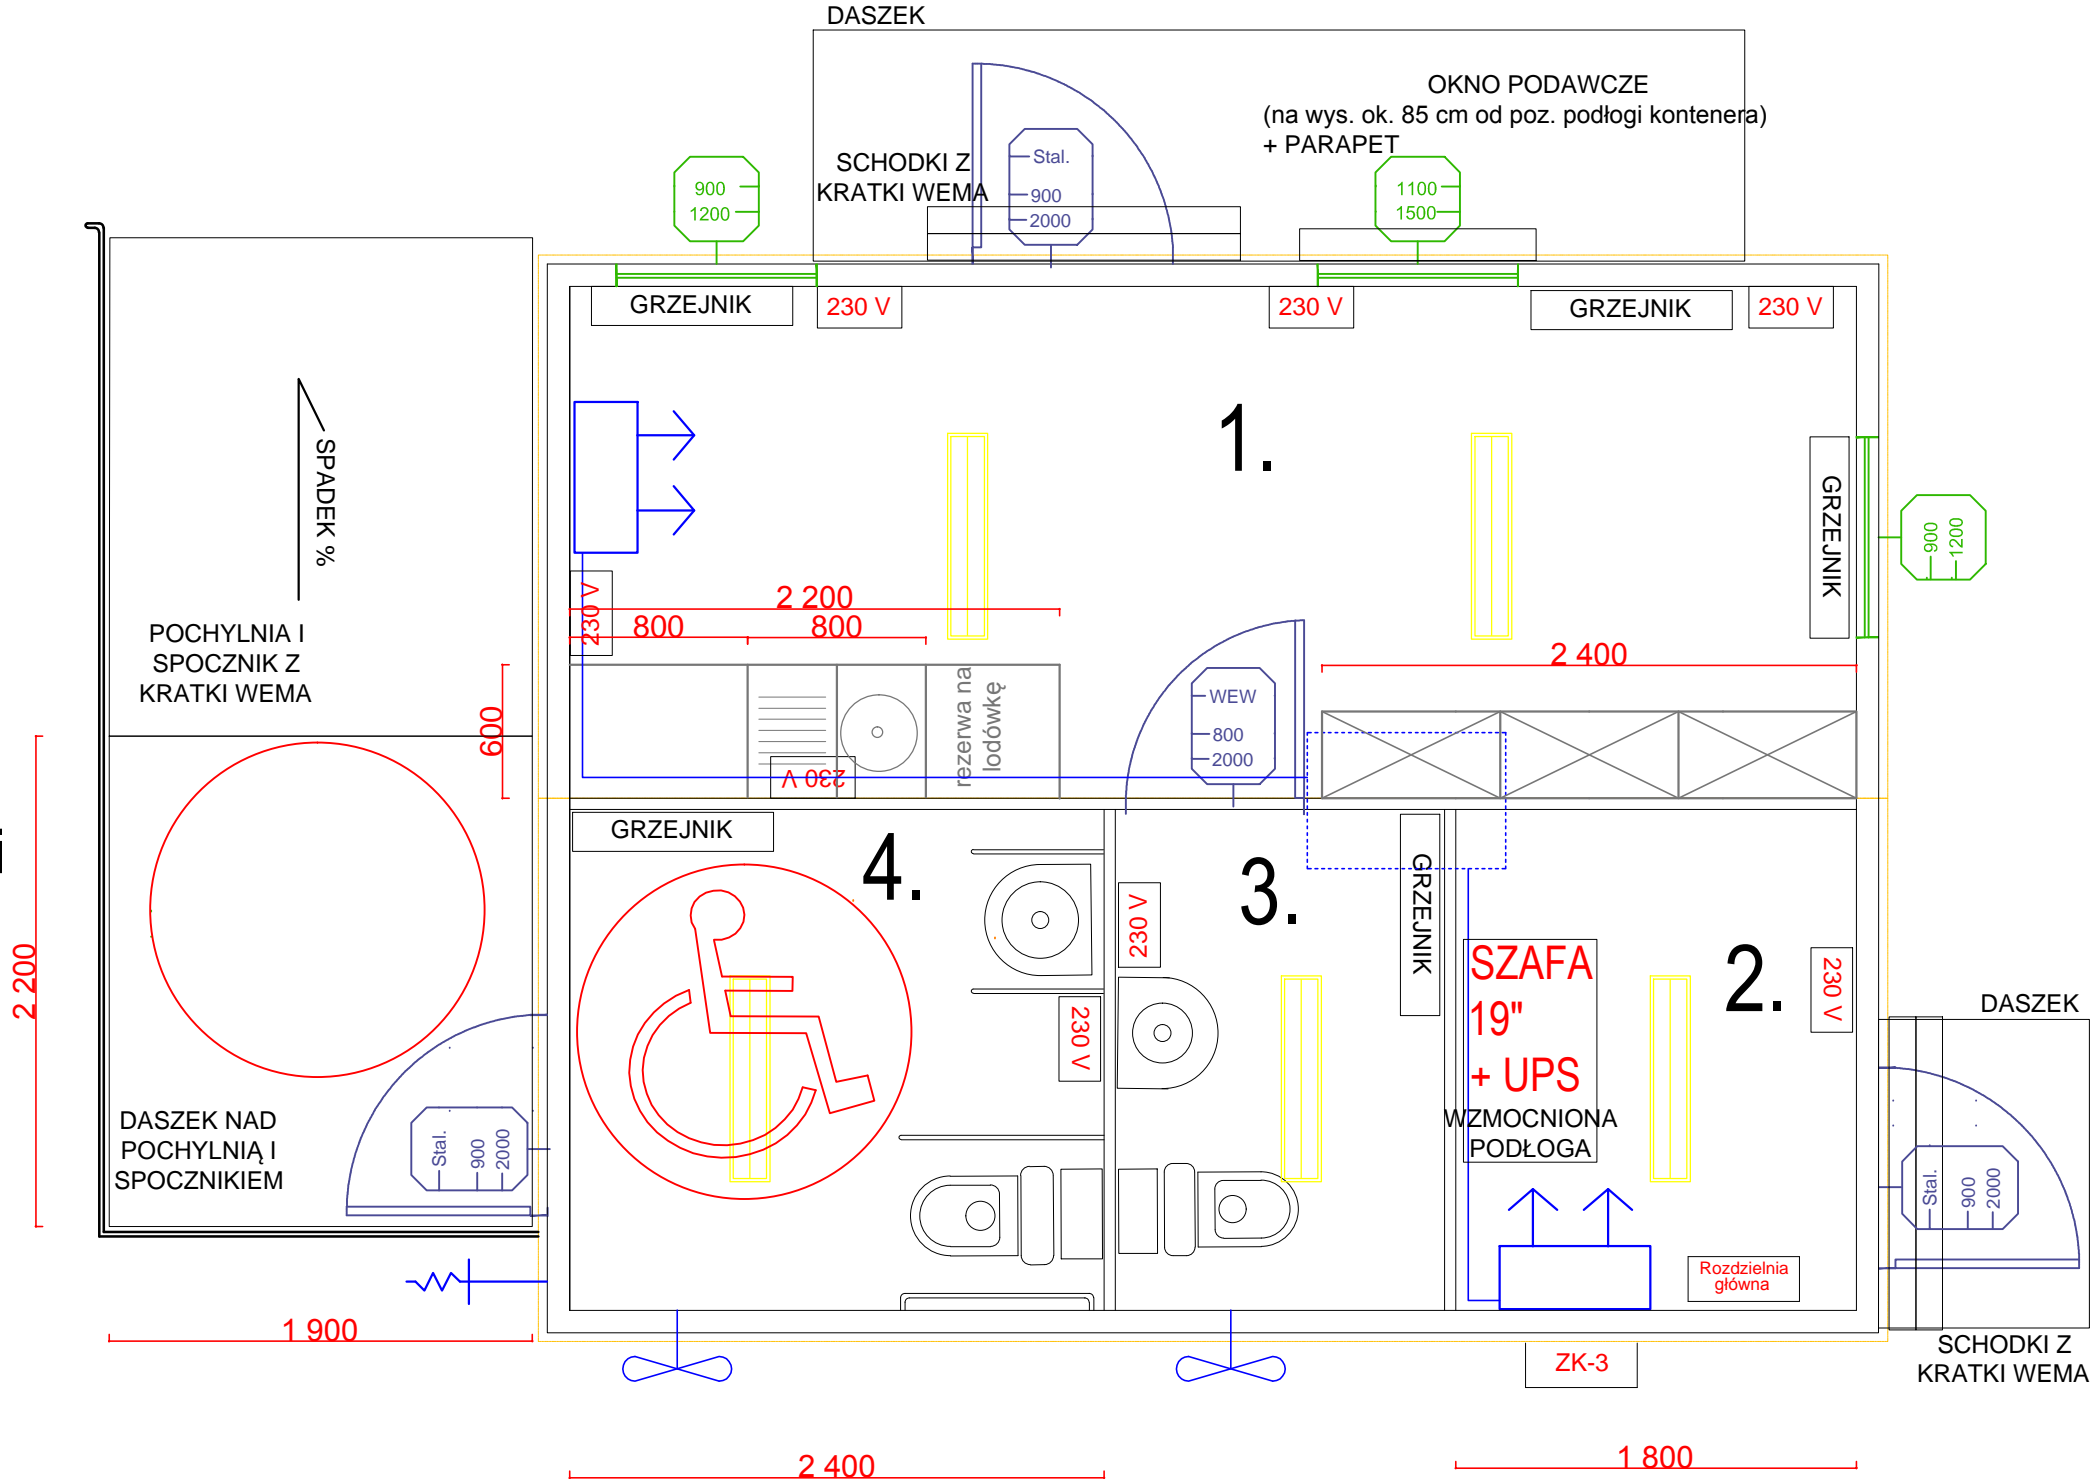 DASZEK
OKNO PODAWCZE
(na wys. ok. 85 cm od poz. podłogi kontenera)
+ PARAPET
SCHODKI Z
KRATKI WEMA
Stal.
900
2000
900
1200
1100
1500
GRZEJNIK
230 V
230 V
GRZEJNIK
230 V
1.
SPADEK %
GRZEJNIK
900
1200
230 V
2 200
800
800
POCHYLNIA I
SPOCZNIK Z
KRATKI WEMA
600
rezerwa na
lodówkę
230 V
WEW
800
2000
2 400
GRZEJNIK
4.
3.
GRZEJNIK
230 V
230 V
SZAFA
19"
+ UPS
WZMOCNIONA
PODŁOGA
2.
230 V
DASZEK
2 200
DASZEK NAD
POCHYLNIĄ I
SPOCZNIKIEM
Stal.
900
2000
Stal.
900
2000
Rozdzielnia
główna
1 900
ZK-3
SCHODKI Z
KRATKI WEMA
2 400
1 800